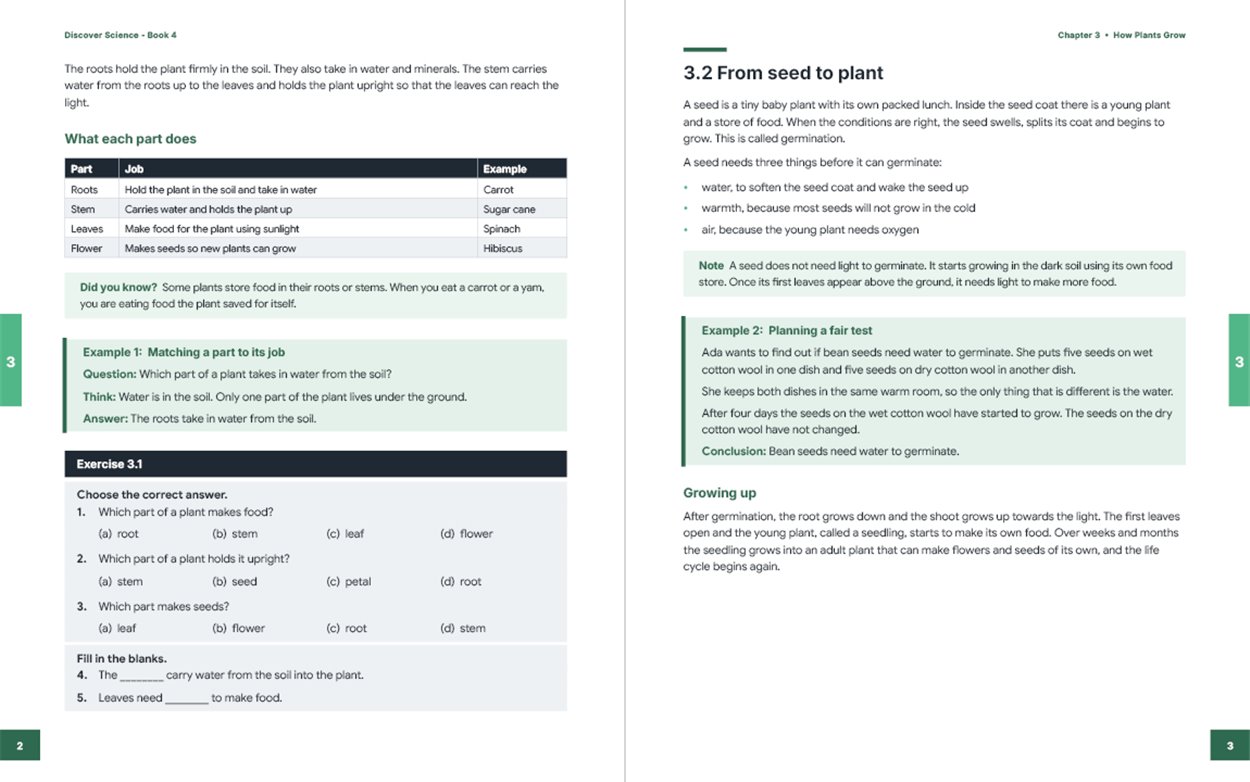 Discover Science - Book 4
The roots hold the plant firmly in the soil. They also take in water and minerals. The stem carries
water from the roots up to the leaves and holds the plant upright so that the leaves can reach the
light.
What each part does
Part Job Example
Roots Hold the plant in the soil and take in water Carrot
Stem Carries water and holds the plant up Sugar cane
Leaves Make food for the plant using sunlight Spinach
Flower Makes seeds so new plants can grow Hibiscus
Did you know? Some plants store food in their roots or stems. When you eat a carrot or a yam,
you are eating food the plant saved for itself.
3
Example 1: Matching a part to its job
Question: Which part of a plant takes in water from the soil?
Think: Water is in the soil. Only one part of the plant lives under the ground.
Answer: The roots take in water from the soil.
Exercise 3.1
Choose the correct answer.
1. Which part of a plant makes food?
(a) root (b) stem (c) leaf (d) flower
2. Which part of a plant holds it upright?
(a) stem (b) seed (c) petal (d) root
3. Which part makes seeds?
(a) leaf (b) flower (c) root (d) stem
Fill in the blanks.
4. The ________ carry water from the soil into the plant.
5. Leaves need ________ to make food.
2
Chapter 3 • How Plants Grow
3.2 From seed to plant
A seed is a tiny baby plant with its own packed lunch. Inside the seed coat there is a young plant
and a store of food. When the conditions are right, the seed swells, splits its coat and begins to
grow. This is called germination.
A seed needs three things before it can germinate:
• water, to soften the seed coat and wake the seed up
• warmth, because most seeds will not grow in the cold
• air, because the young plant needs oxygen
Note A seed does not need light to germinate. It starts growing in the dark soil using its own food
store. Once its first leaves appear above the ground, it needs light to make more food.
Example 2: Planning a fair test
Ada wants to find out if bean seeds need water to germinate. She puts five seeds on wet
cotton wool in one dish and five seeds on dry cotton wool in another dish.
3
She keeps both dishes in the same warm room, so the only thing that is different is the water.
After four days the seeds on the wet cotton wool have started to grow. The seeds on the dry
cotton wool have not changed.
Conclusion: Bean seeds need water to germinate.
Growing up
After germination, the root grows down and the shoot grows up towards the light. The first leaves
open and the young plant, called a seedling, starts to make its own food. Over weeks and months
the seedling grows into an adult plant that can make flowers and seeds of its own, and the life
cycle begins again.
3